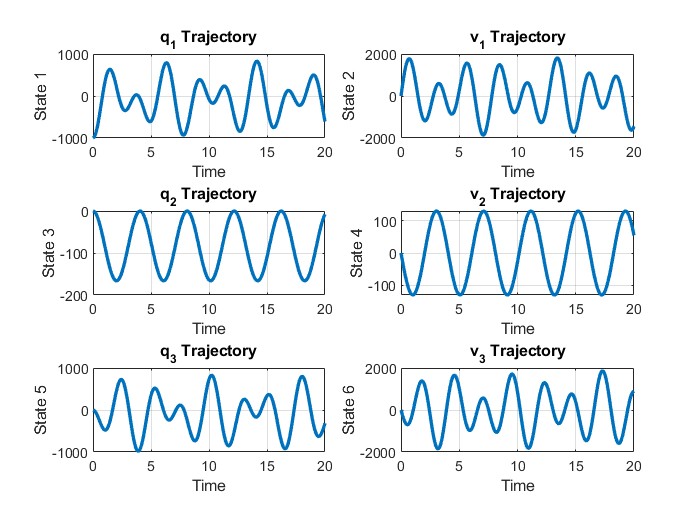 q1 Trajectory
State 1
1000
0
-1000
0 5 10 15 20
Time
v1 Trajectory
State 2
2000
0
-2000
0 5 10 15 20
Time
q2 Trajectory
State 3
0
-100
-200
0 5 10 15 20
Time
v2 Trajectory
State 4
100
0
-100
0 5 10 15 20
Time
q3 Trajectory
State 5
1000
0
-1000
0 5 10 15 20
Time
v3 Trajectory
State 6
2000
0
-2000
0 5 10 15 20
Time